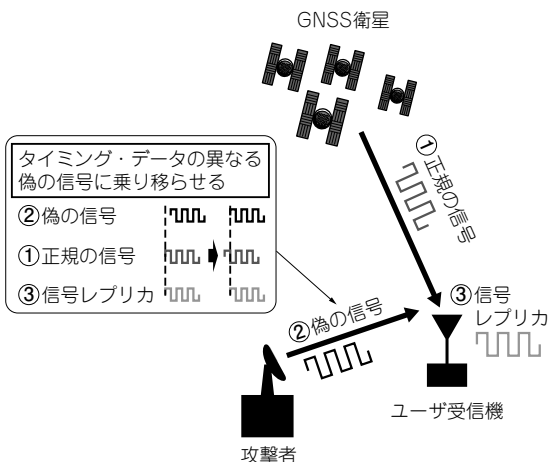 GNSS衛星
タイミング・データの異なる
偽の信号に乗り移らせる
②偽の信号
①正規の信号
③信号レプリカ
①正規の信号
②偽の信号
③信号
レプリカ
ユーザ受信機
攻撃者